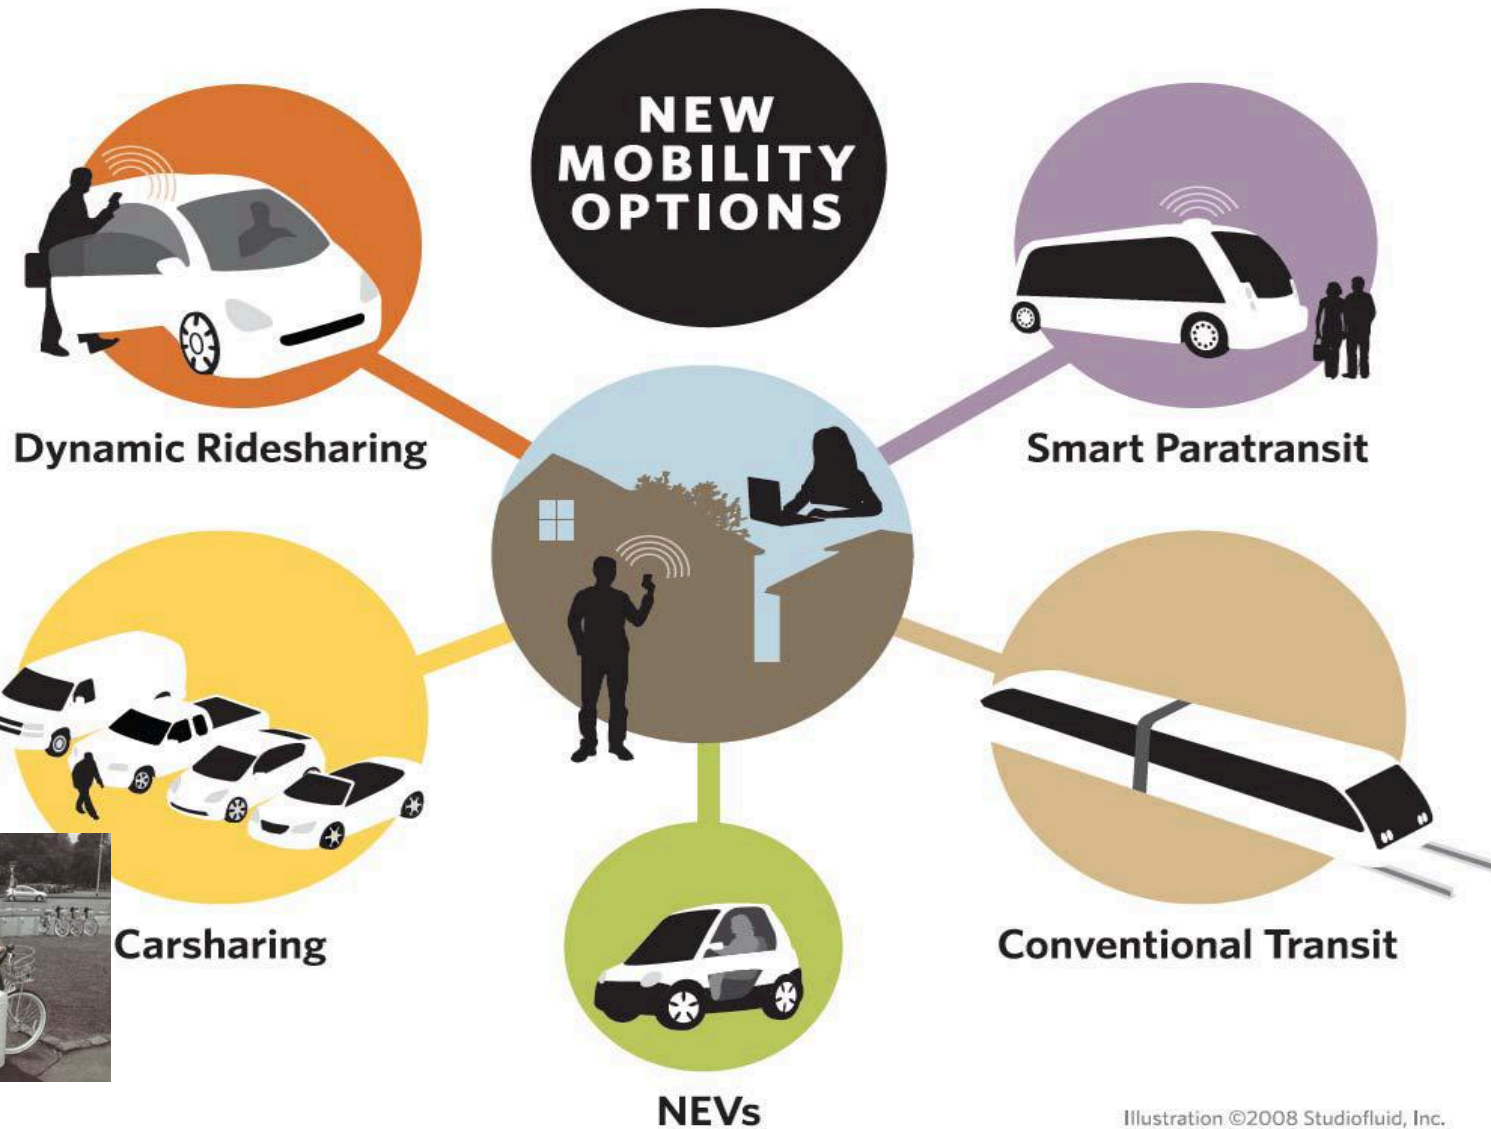 NEW
MOBILITY
OPTIONS
Dynamic Ridesharing
Smart Paratransit
Carsharing
Conventional Transit
NEVs
Illustration ©2008 Studiofluid, Inc.